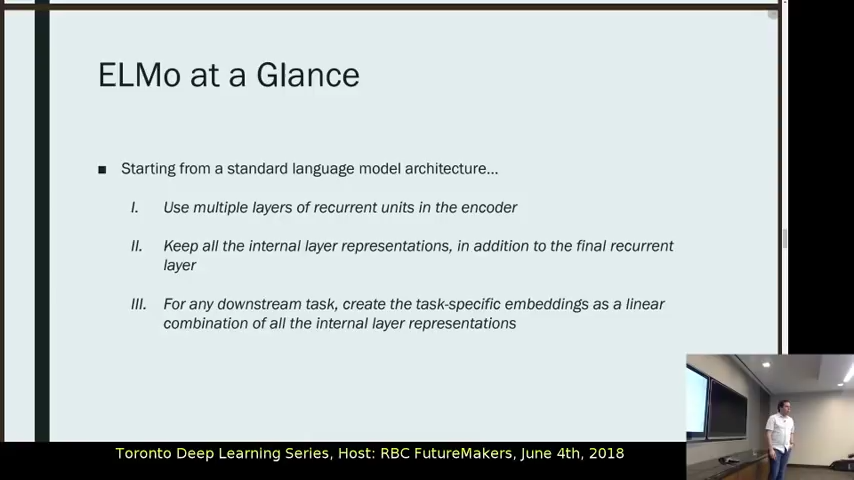 ELMo at a Glance
■ Starting from a standard language model architecture...
I. Use multiple layers of recurrent units in the encoder
II. Keep all the internal layer representations, in addition to the final recurrent
layer
III. For any downstream task, create the task-specific embeddings as a linear
combination of all the internal layer representations
Toronto Deep Learning Series, Host: RBC FutureMakers, June 4th, 2018